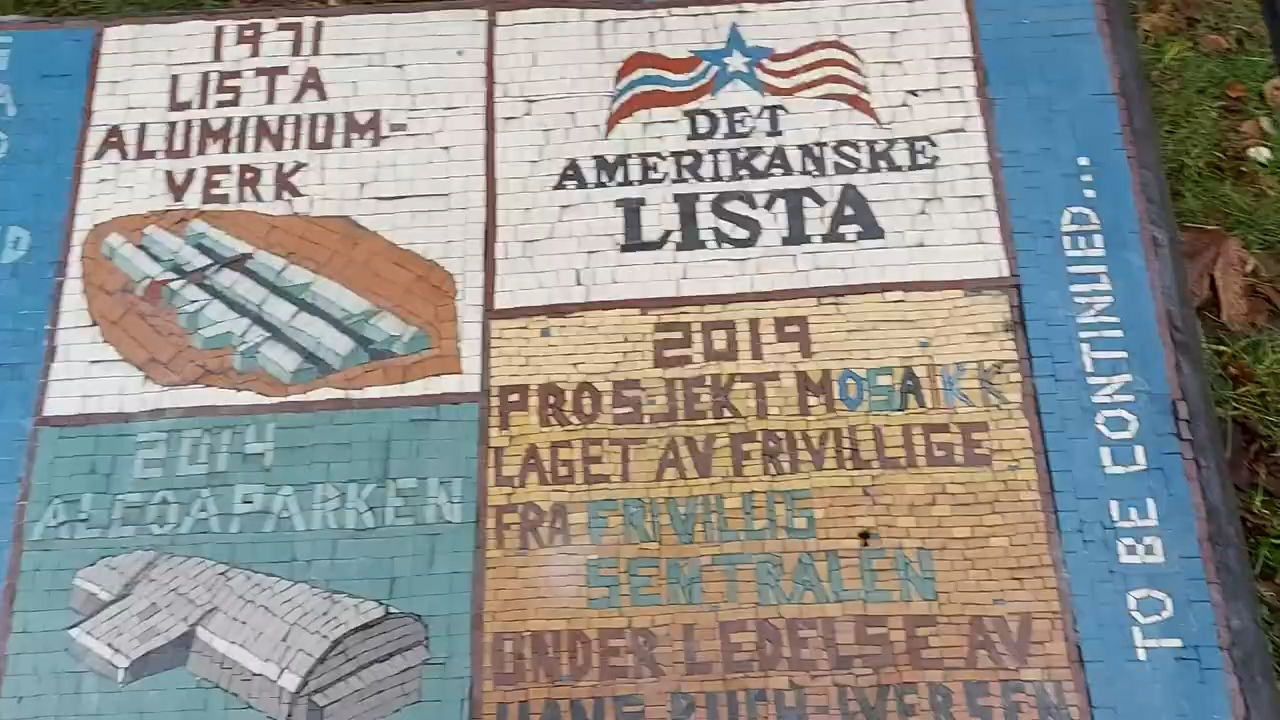 1971
LISTA
ALUMINIUM-
VERK
DET
AMERIKANSKE
LISTA
2014
ALCOAPARKEN
2019
PROSJEKT MOSAIKK
LAGET AV FRIVILLIGE
FRA FRIVILLIG
SENTRALEN
UNDER LEDELSE AV
TO BE CONTINUED...